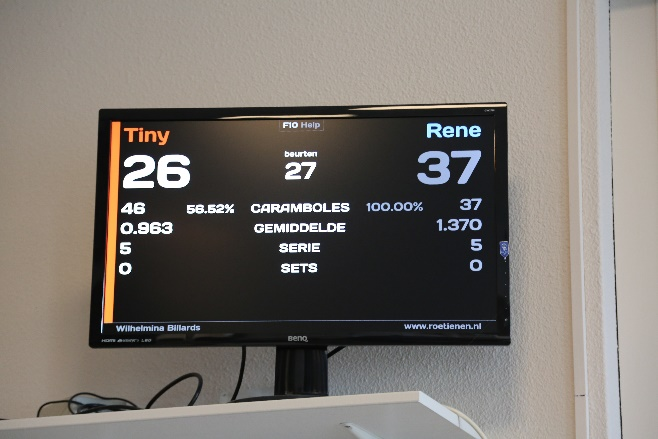 Tiny F10 Help Rene
26 beurten 27 37
46 56.52% CARAMBOLES 100.00% 37
0.963 GEMIDDELDE 1.370
5 SERIE 5
0 SETS 0
Wilhelmina Billards www.roetienen.nl
BenQ